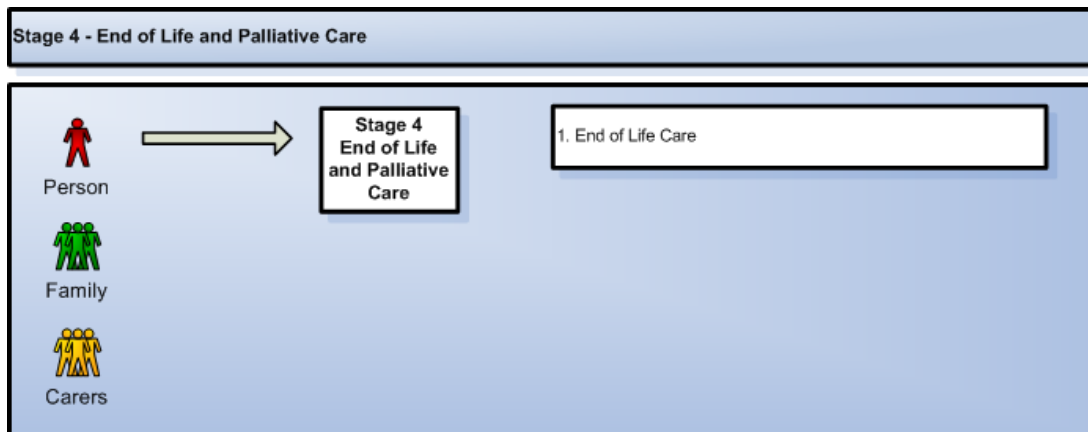 Stage 4 - End of Life and Palliative Care
Person
Stage 4
End of Life
and Palliative
Care
1. End of Life Care
Family
Carers